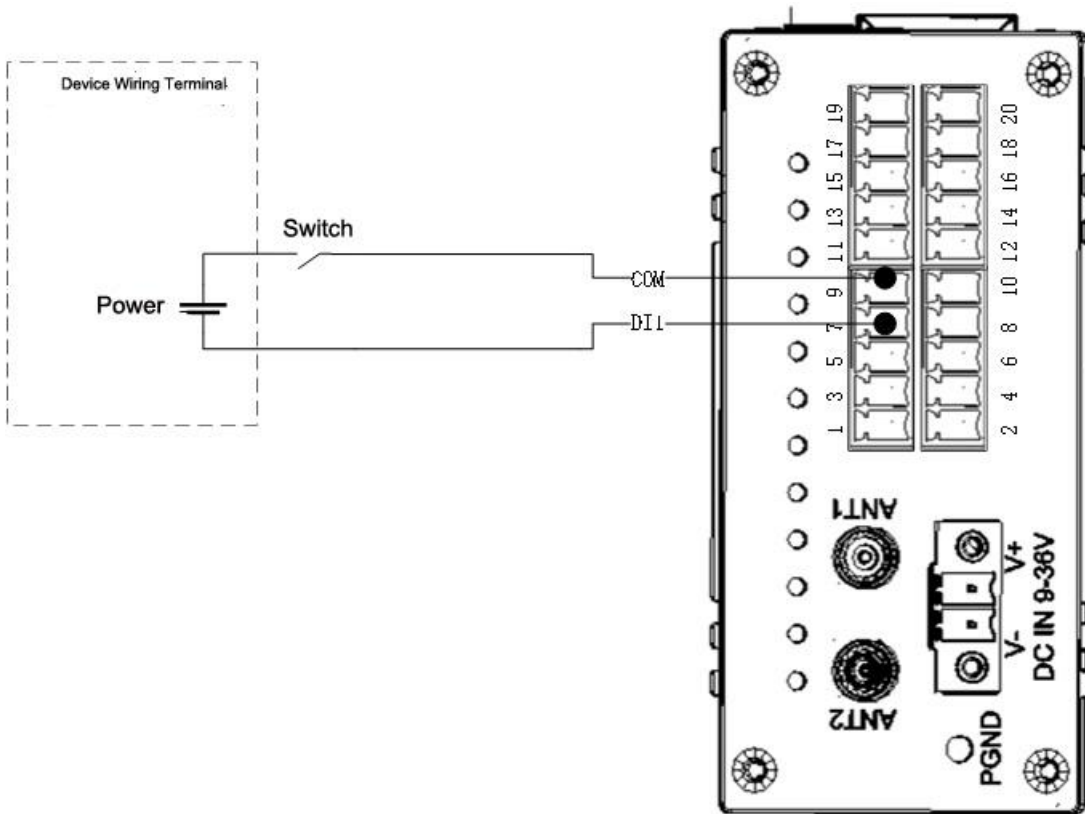 Device Wiring Terminal
Switch
Power
COM
DI1
19 20
17 18
15 16
13 14
11 12
9 10
7 8
5 6
3 4
1 2
ANT1
ANT2
V+
V-
DC IN 9-36V
PGND